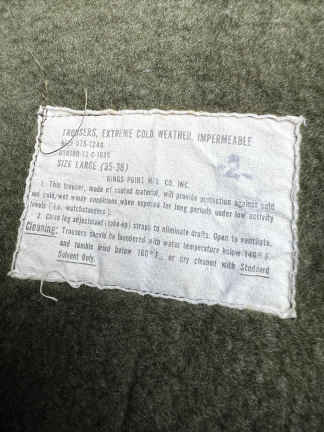 TROUSERS, EXTREME COLD WEATHER, IMPERMEABLE
SIZE LARGE (35-38)
KINGS POINT M'F'G. CO. INC.
1. This trouser, made of coated material, will provide protection against cold
and cold, wet windy conditions when exposed for long periods under low activity
levels (i.e. watchstanders).
2. Cinch leg adjustment (take-up) straps to eliminate drafts. Open to ventilate.
Cleaning: Trousers should be laundered with water temperature below 140°F
and tumble dried below 160°F., or dry cleaned with Standard
Solvent only.
2